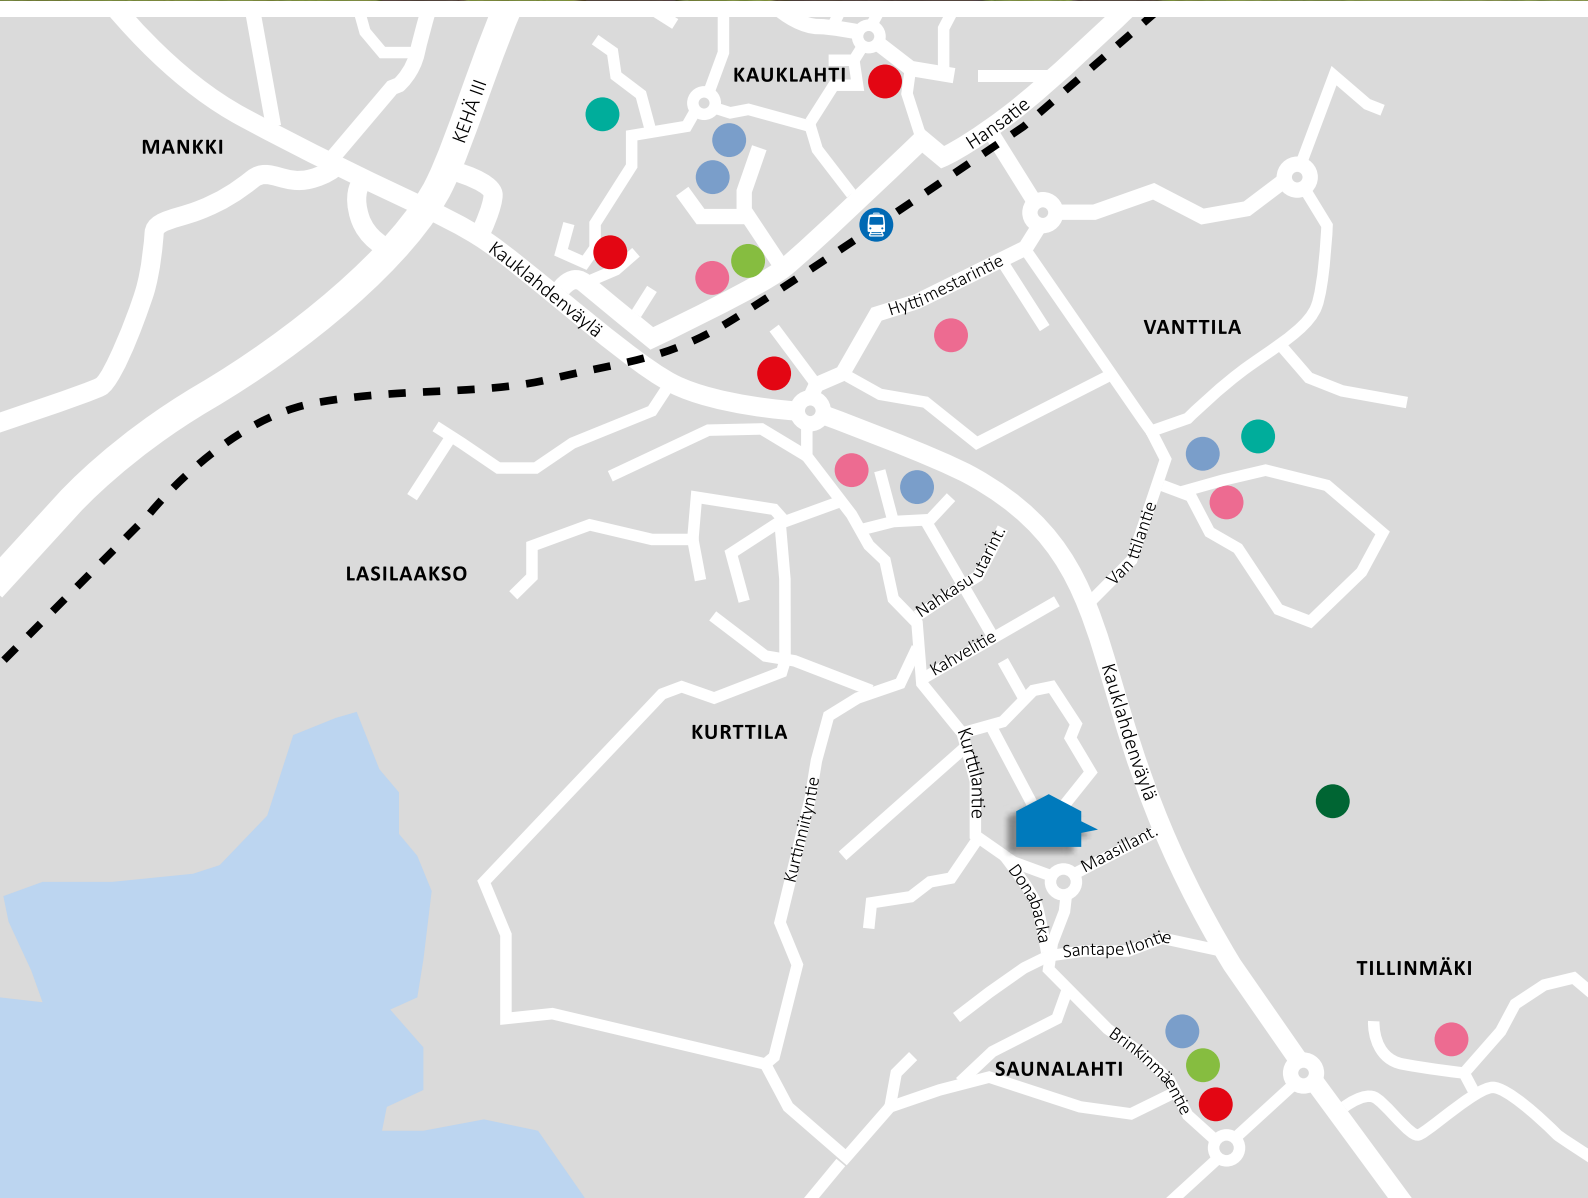 KAUKLAHTI
MANKKI
KEHÄ III
Hansatie
Kauklahdenväylä
Hyttimestarintie
VANTTILA
Vanttilantie
LASILAAKSO
Nahkasuutarint.
Kahvelitie
Kauklahdenväylä
KURTTILA
Kurttilantie
Kurtinniityntie
Maasillant.
Donabacka
Santapellontie
TILLINMÄKI
SAUNALAHTI
Brinkinmäentie